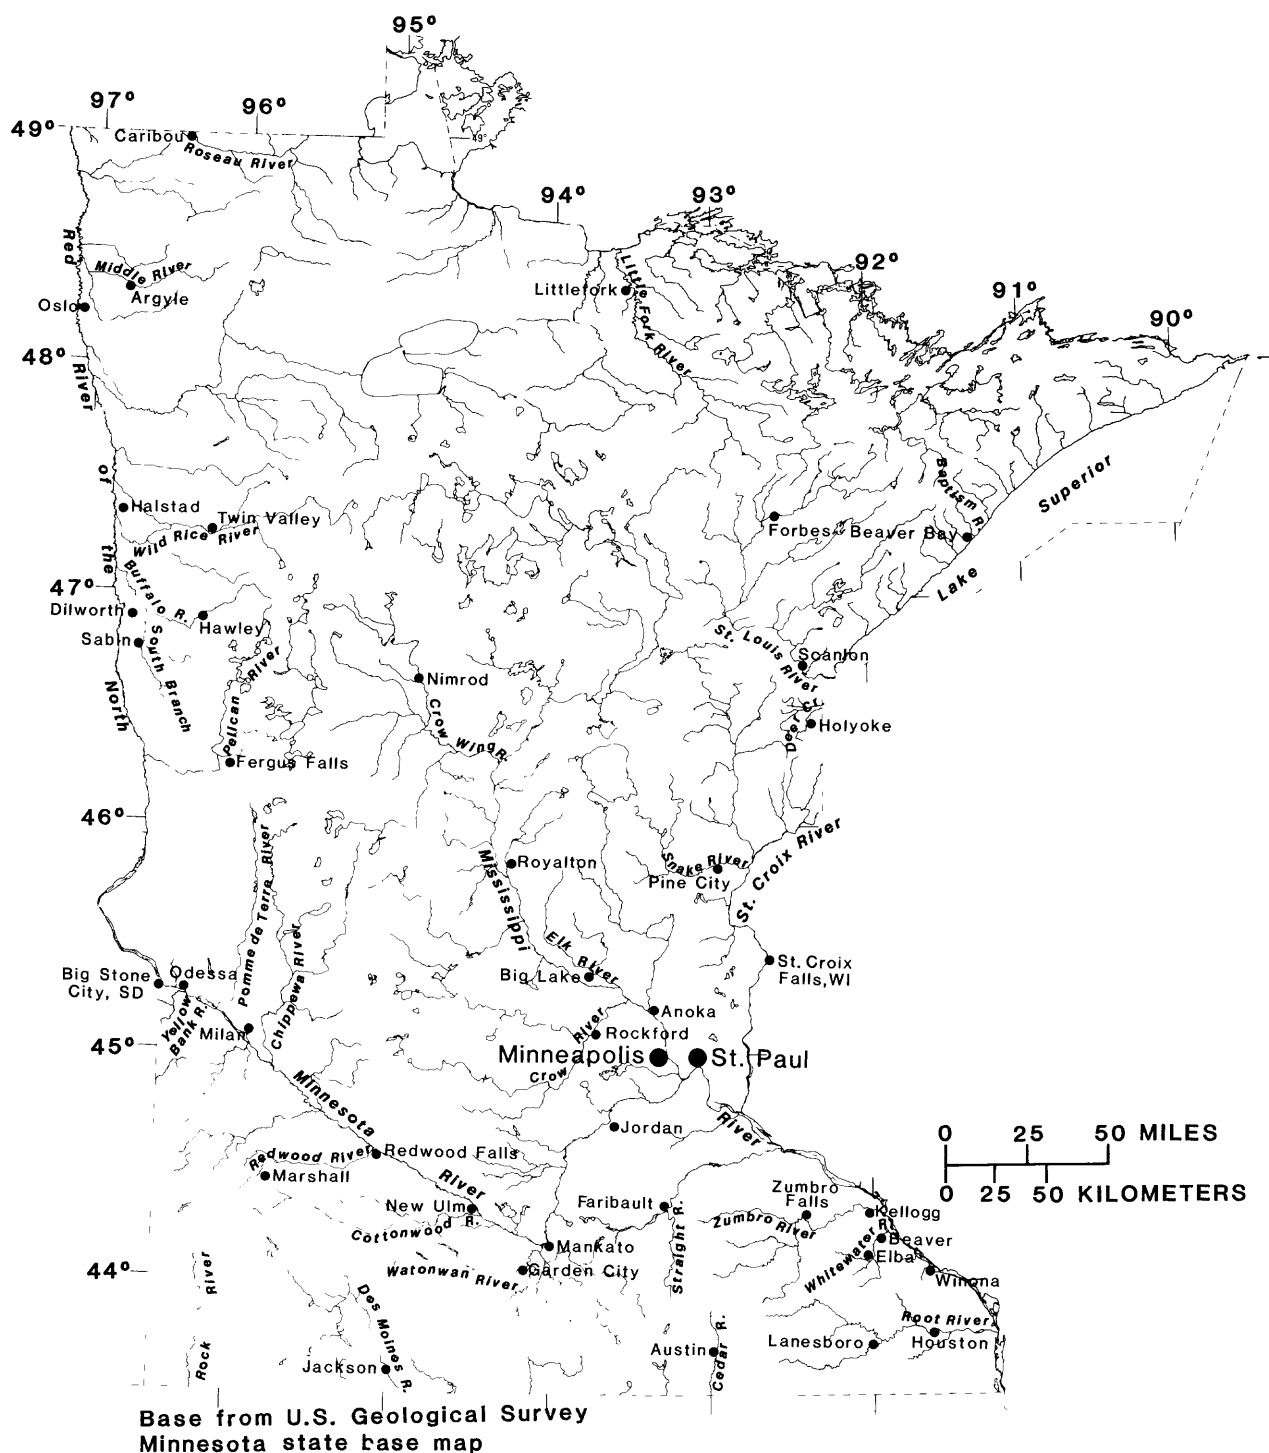 95°
97°
96°
49°
Caribou
Roseau River
49°
94°
93°
92°
91°
90°
Red
River
of
the
North
Middle River
Argyle
Oslo
48°
Littlefork
Little Fork River
Baptism R.
Lake
Superior
Halstad
Twin Valley
Wild Rice River
Forbes
Beaver Bay
47°
Buffalo R.
Dilworth
Hawley
Sabin
South Branch
Pelican River
St. Louis River
Scanlon
Nimrod
Crow Wing R.
Deer Cr.
Holyoke
Fergus Falls
46°
Pomme de Terre River
Chippewa River
Mississippi
Royalton
Snake River
Pine City
St. Croix River
Elk River
Big Lake
St. Croix
Falls, WI
Big Stone
City, SD
Odessa
Yellow
Bank R.
Milan
Anoka
Crow River
Rockford
45°
Minneapolis
St. Paul
Minnesota
River
River
Jordan
Redwood River
Redwood Falls
Marshall
0 25 50 MILES
0 25 50 KILOMETERS
New Ulm
Cottonwood R.
Faribault
Straight R.
Zumbro
Falls
Zumbro River
Kellogg
Beaver
Elba
Whitewater R.
Winona
Mankato
44°
Watonwan River
Garden City
Rock River
Des Moines R.
Jackson
Austin
Cedar R.
Lanesboro
Root River
Houston
Base from U.S. Geological Survey
Minnesota state base map